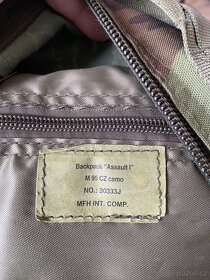 Backpack "Assault I"
M 95 CZ camo
NO.: 30333J
MFH INT. COMP.